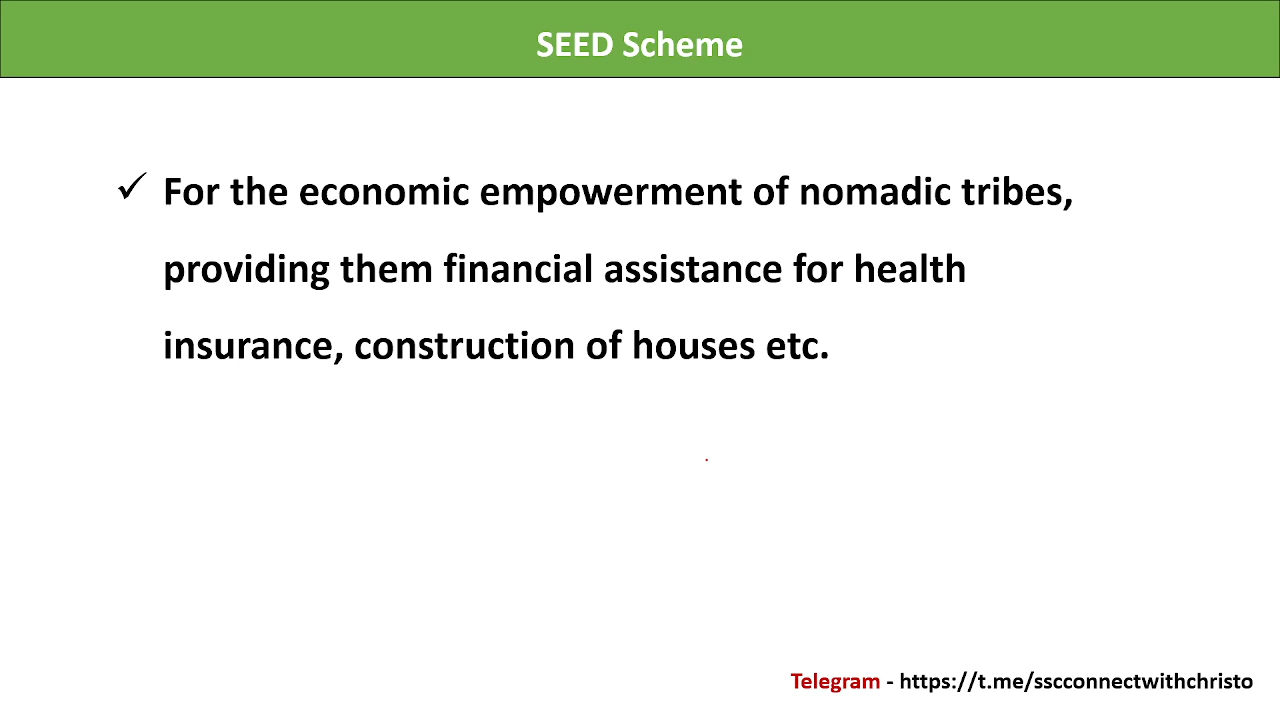 SEED Scheme
✓ For the economic empowerment of nomadic tribes,
providing them financial assistance for health
insurance, construction of houses etc.
Telegram - https://t.me/sscconnectwithchristo